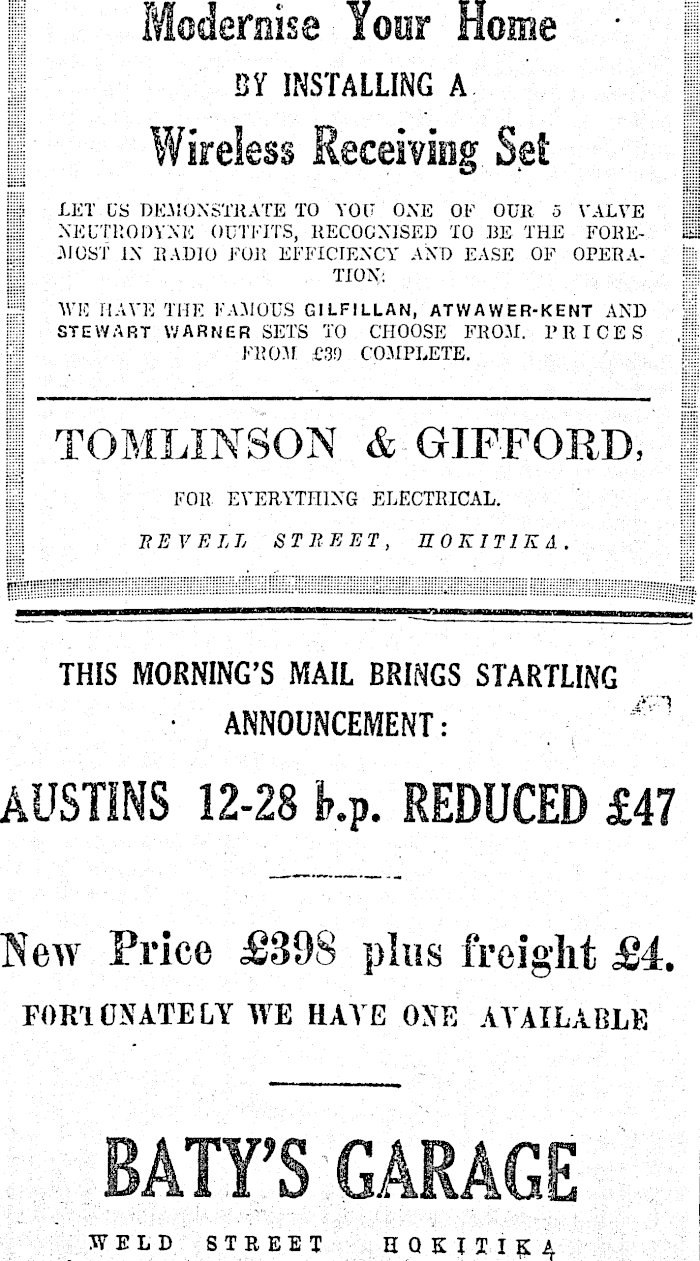 Modernise Your Home
BY INSTALLING A
Wireless Receiving Set
LET US DEMONSTRATE TO YOU ONE OF OUR 5 VALVE
NEUTRODYNE OUTFITS, RECOGNISED TO BE THE FORE-
MOST IN RADIO FOR EFFICIENCY AND EASE OF OPERA-
TION:
WE HAVE THE FAMOUS GILFILLAN, ATWAWER-KENT AND
STEWART WARNER SETS TO CHOOSE FROM. PRICES
FROM £39 COMPLETE.
TOMLINSON & GIFFORD,
FOR EVERYTHING ELECTRICAL.
REVELL STREET, HOKITIKA.
THIS MORNING'S MAIL BRINGS STARTLING
ANNOUNCEMENT:
AUSTINS 12-28 h.p. REDUCED £47
New Price £398 plus freight £4.
FORTUNATELY WE HAVE ONE AVAILABLE
BATY'S GARAGE
WELD STREET HOKITIKA